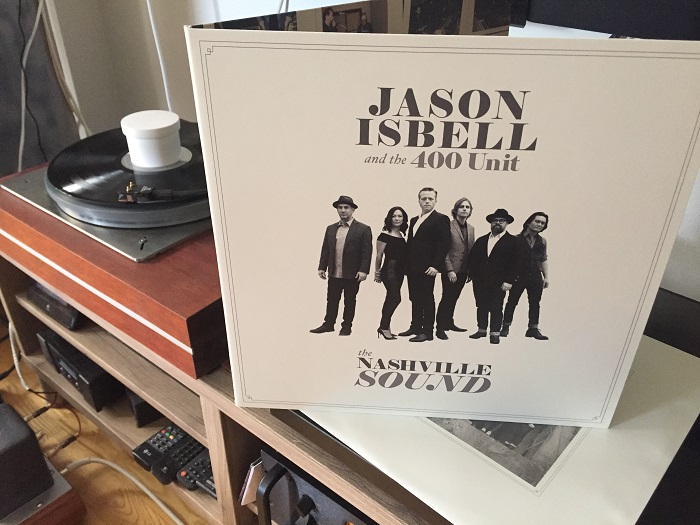 JASON
ISBELL
and the 400 Unit
the
NASHVILLE
SOUND